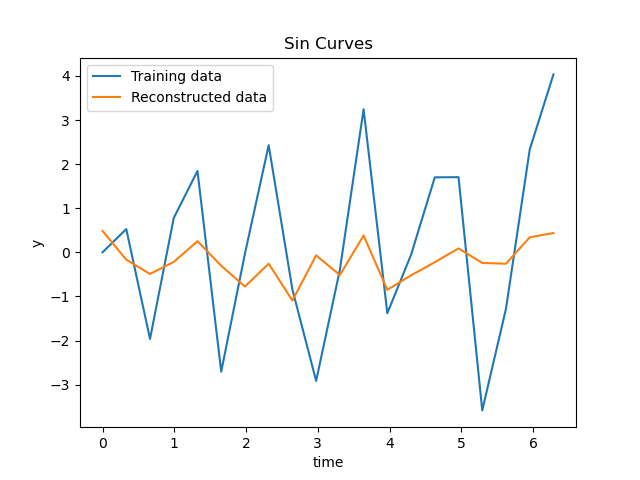 Sin Curves
Training data
Reconstructed data
4
3
2
1
0
−1
−2
−3
y
0 1 2 3 4 5 6
time